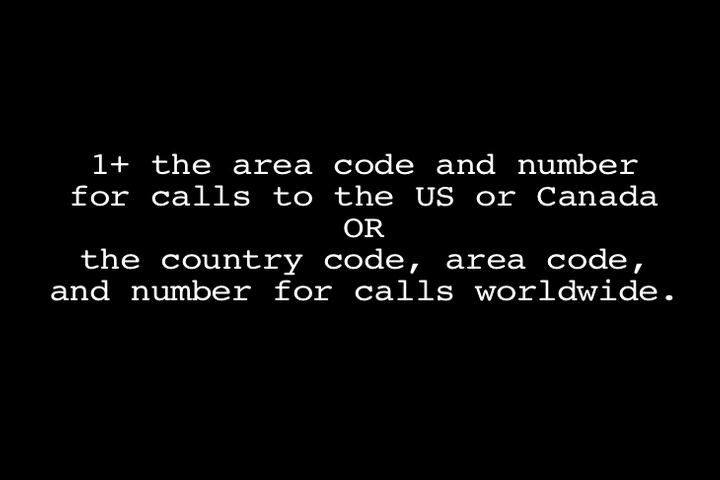 1+ the area code and number
for calls to the US or Canada
OR
the country code, area code,
and number for calls worldwide.